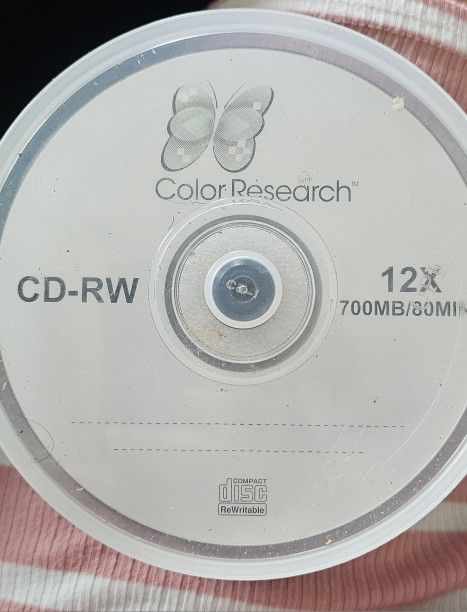 Color Research™
CD-RW
12X
700MB/80MIN
COMPACT
disc
ReWritable